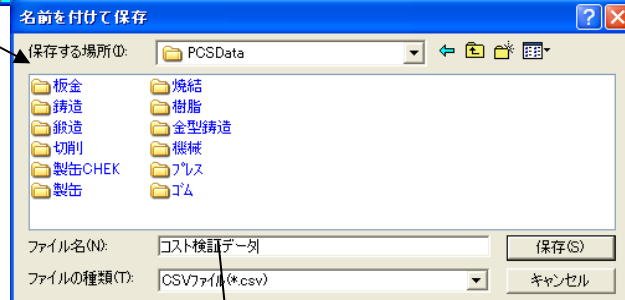 名前を付けて保存
保存する場所(I):
PCSData
板金
焼結
鋳造
樹脂
鍛造
金型鋳造
切削
機械
製缶CHEK
プレス
製缶
ゴム
ファイル名(N):
コスト検証データ
保存(S)
ファイルの種類(T):
CSVファイル(*.csv)
キャンセル